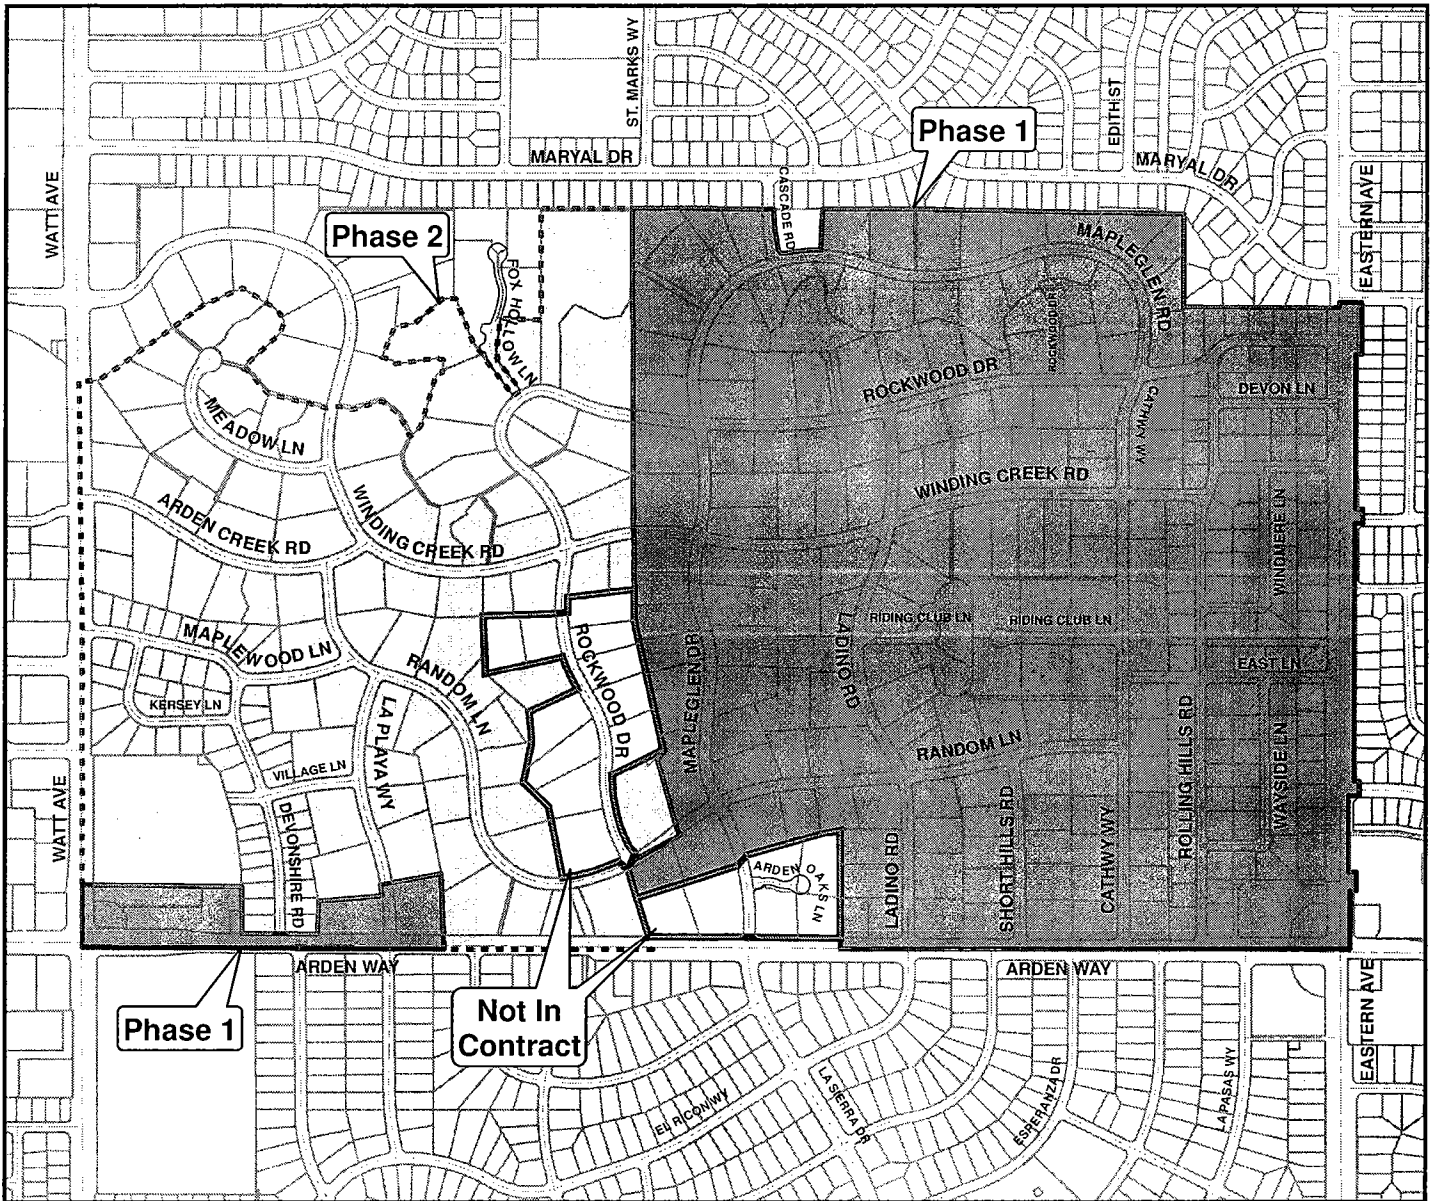 ST. MARKS WY
EDITH ST
Phase 1
MARYAL DR
MARYAL DR
WATT AVE
CASCADE RD
EASTERN AVE
Phase 2
MAPLEGLEN RD
FOX HOLLOW LN
ROCKWOOD DR
ROCKWOOD DR
DEVON LN
CATHWY WY
MEADOW LN
WINDING CREEK RD
ARDEN CREEK RD
WINDING CREEK RD
WINDMERE LN
RIDING CLUB LN
RIDING CLUB LN
MAPLEWOOD LN
RANDOM LN
ROCKWOOD DR
MAPLEGLEN DR
LADINO RD
EAST LN
KERSEY LN
LA PLAYA WY
RANDOM LN
ROLLING HILLS RD
WAYSIDE LN
VILLAGE LN
WATT AVE
DEVONSHIRE RD
ARDEN OAKS LN
LADINO RD
SHORTHILLS RD
CATHWY WY
ARDEN WAY
ARDEN WAY
EASTERN AVE
Phase 1
Not In
Contract
EL RICON WY
LA SIERRA DR
ESPERANZA DR
LA PASAS WY